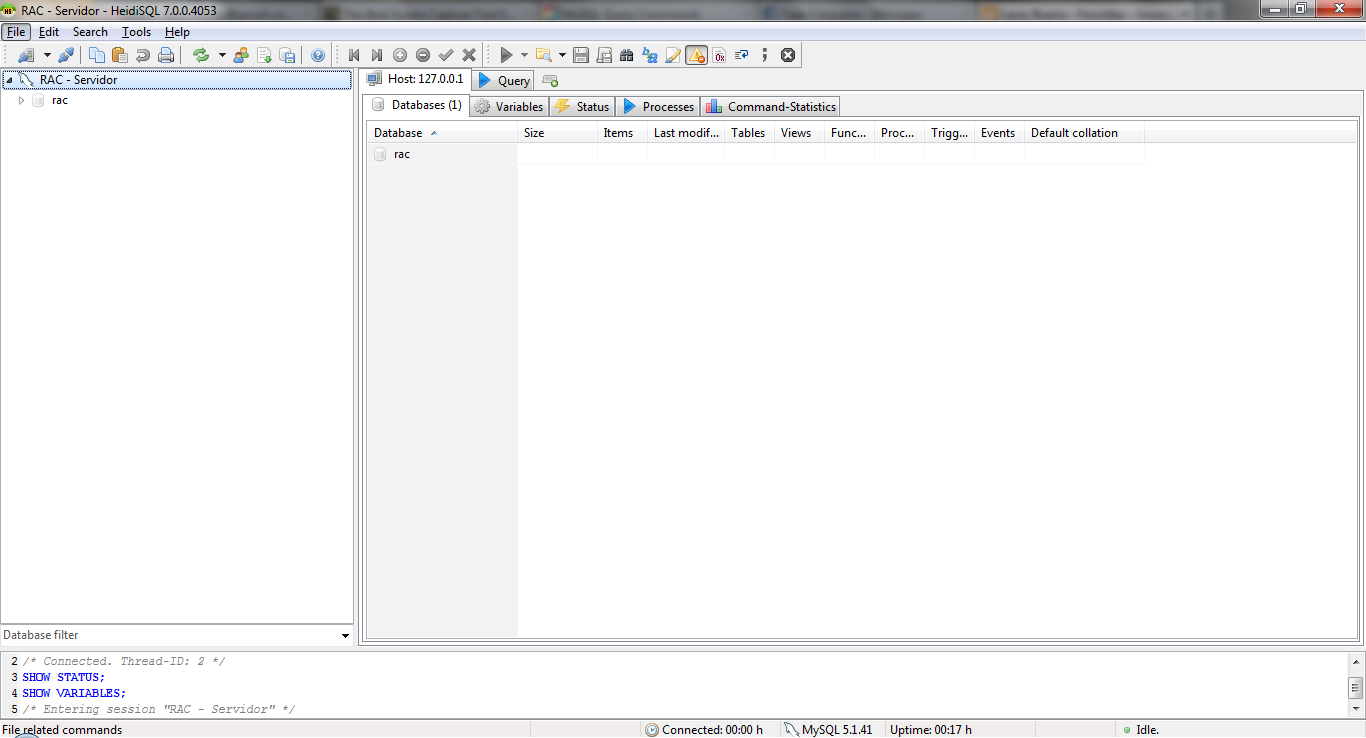 RAC - Servidor - HeidiSQL 7.0.0.4053
File Edit Search Tools Help
RAC - Servidor
rac
Host: 127.0.0.1 Query
Databases (1) Variables Status Processes Command-Statistics
Database Size Items Last modif... Tables Views Func... Proc... Trigg... Events Default collation
rac
Database filter
2 /* Connected. Thread-ID: 2 */
3 SHOW STATUS;
4 SHOW VARIABLES;
5 /* Entering session "RAC - Servidor" */
File related commands Connected: 00:00 h MySQL 5.1.41 Uptime: 00:17 h Idle.